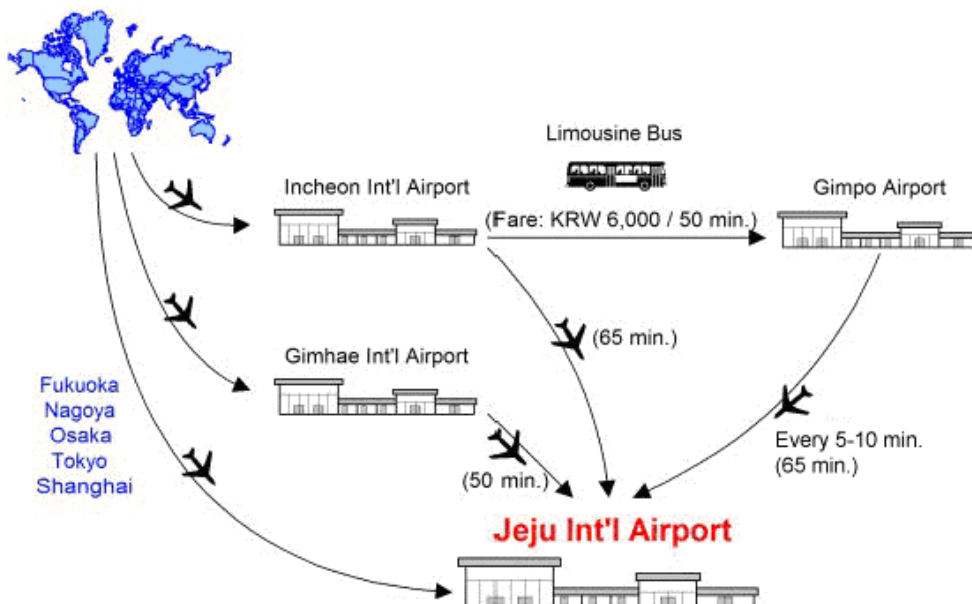 Limousine Bus
Incheon Int'l Airport
Gimpo Airport
(Fare: KRW 6,000 / 50 min.)
(65 min.)
Gimhae Int'l Airport
Fukuoka
Nagoya
Osaka
Tokyo
Shanghai
Every 5-10 min.
(65 min.)
(50 min.)
Jeju Int'l Airport